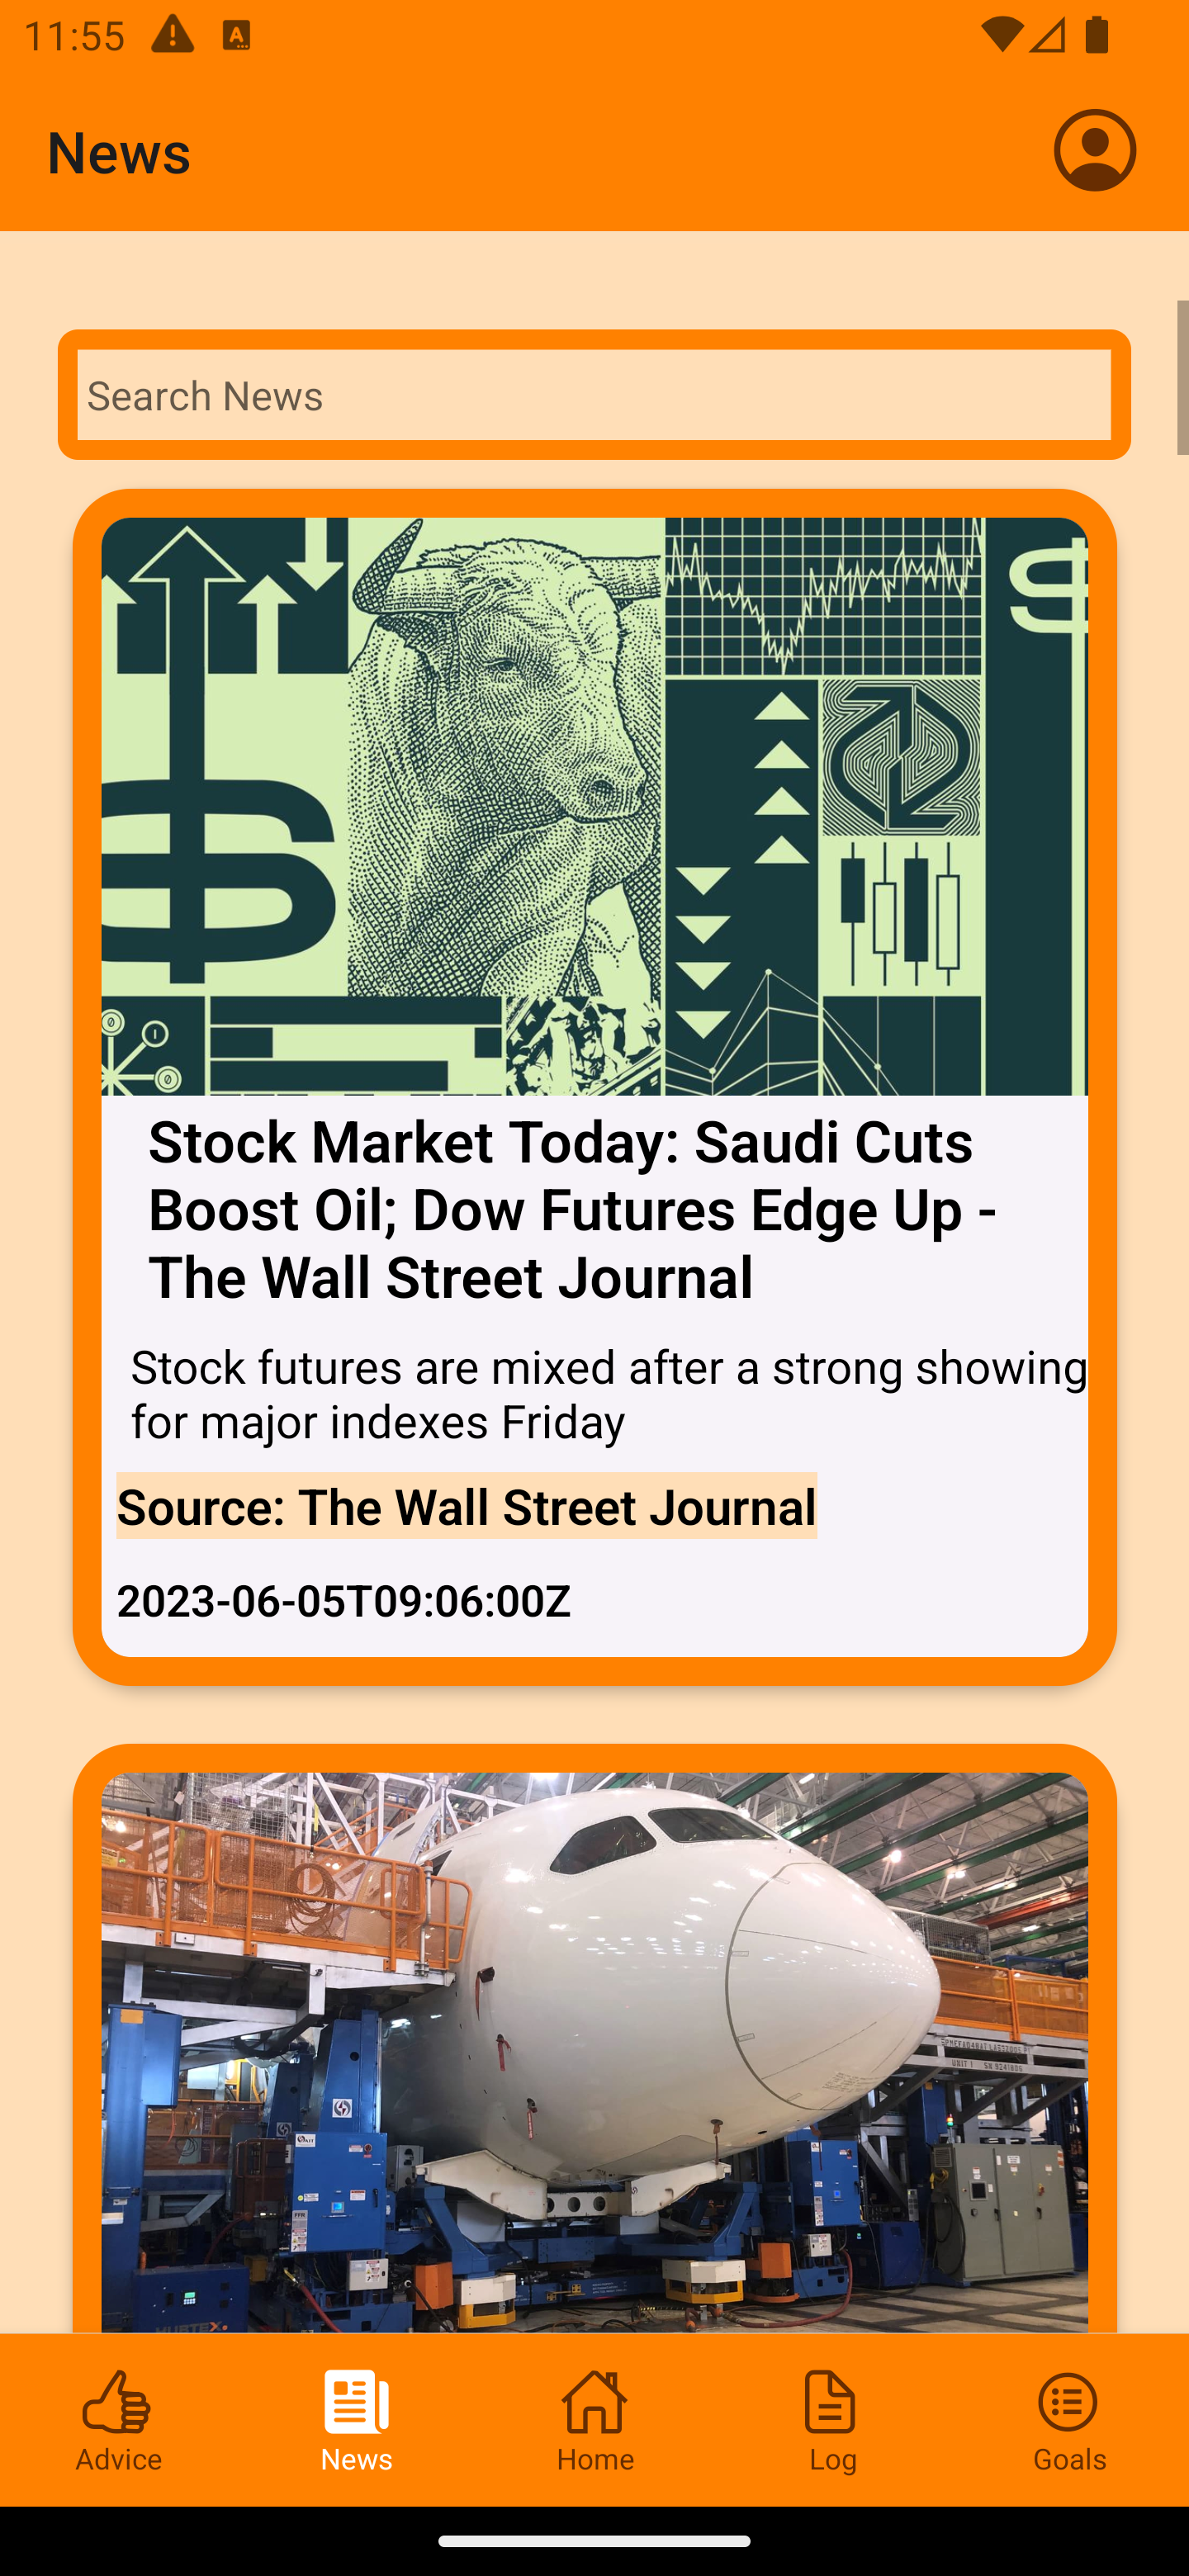 11:55
News
Search News
Stock Market Today: Saudi Cuts
Boost Oil; Dow Futures Edge Up -
The Wall Street Journal
Stock futures are mixed after a strong showing
for major indexes Friday
Source: The Wall Street Journal
2023-06-05T09:06:00Z
UNIT 1
Advice
News
Home
Log
Goals